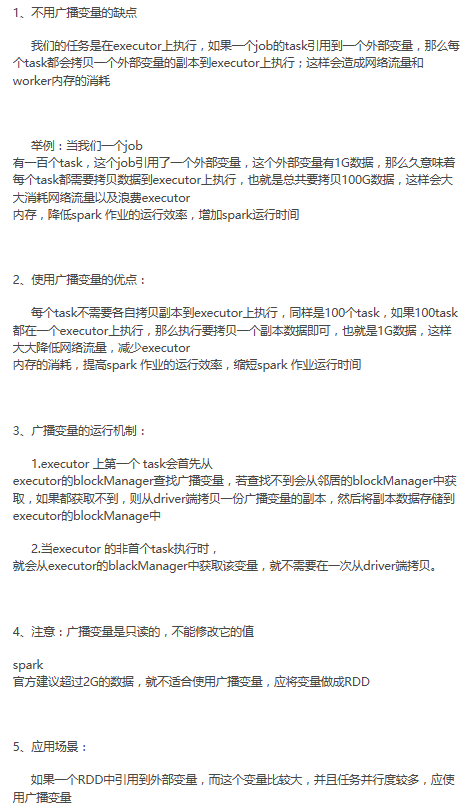 1、不用广播变量的缺点
我们的任务是在executor上执行，如果一个job的task引用到一个外部变量，那么每
个task都会拷贝一个外部变量的副本到executor上执行；这样会造成网络流量和
worker内存的消耗
举例：当我们一个job
有一百个task，这个job引用了一个外部变量，这个外部变量有1G数据，那么久意味着
每个task都需要拷贝数据到executor上执行，也就是总共要拷贝100G数据，这样会大
大消耗网络流量以及浪费executor
内存，降低spark 作业的运行效率，增加spark运行时间
2、使用广播变量的优点：
每个task不需要各自拷贝副本到executor上执行，同样是100个task，如果100task
都在一个executor上执行，那么执行要拷贝一个副本数据即可，也就是1G数据，这样
大大降低网络流量，减少executor
内存的消耗，提高spark 作业的运行效率，缩短spark 作业运行时间
3、广播变量的运行机制：
1.executor 上第一个 task会首先从
executor的blockManager查找广播变量，若查找不到会从邻居的blockManager中获
取，如果都获取不到，则从driver端拷贝一份广播变量的副本，然后将副本数据存储到
executor的blockManage中
2.当executor 的非首个task执行时，
就会从executor的blackManager中获取该变量，就不需要在一次从driver端拷贝。
4、注意：广播变量是只读的，不能修改它的值
spark
官方建议超过2G的数据，就不适合使用广播变量，应将变量做成RDD
5、应用场景：
如果一个RDD中引用到外部变量，而这个变量比较大，并且任务并行度较多，应使
用广播变量